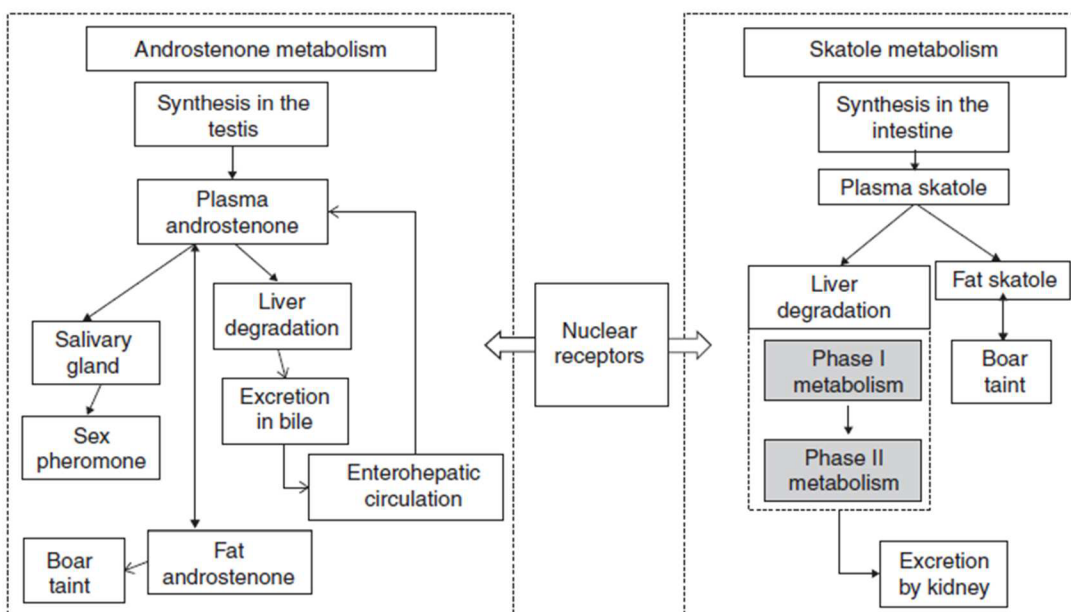 Androstenone metabolism
Synthesis in the
testis
Plasma
androstenone
Salivary
gland
Sex
pheromone
Liver
degradation
Excretion
in bile
Enterohepatic
circulation
Fat
androstenone
Boar
taint
Nuclear
receptors
Skatole metabolism
Synthesis in the
intestine
Plasma skatole
Liver
degradation
Phase I
metabolism
Phase II
metabolism
Fat skatole
Boar
taint
Excretion
by kidney